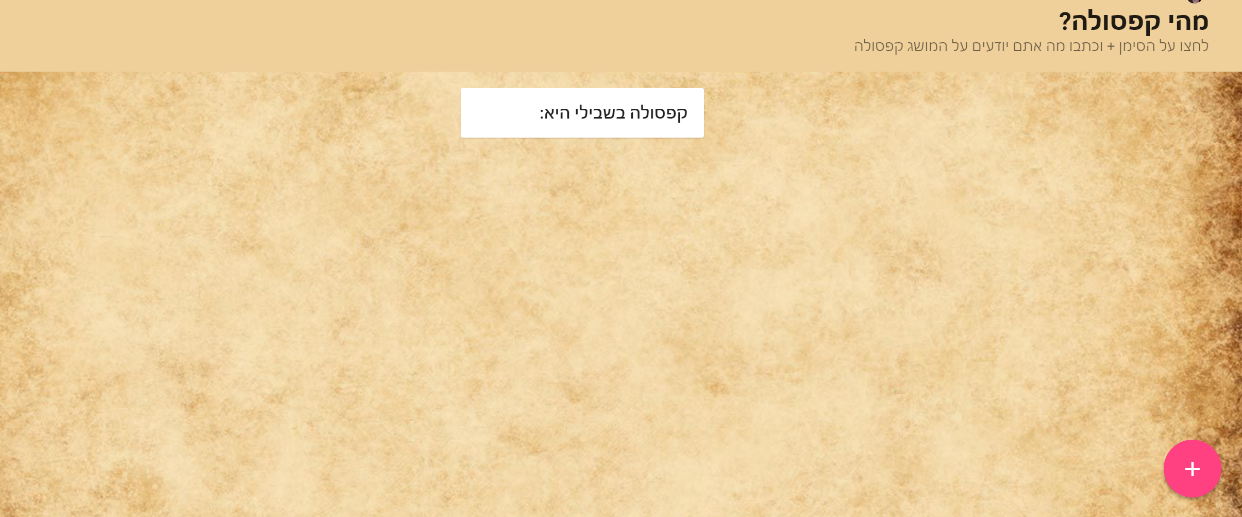 מהי קפסולה?
לחצו על הסימן + וכתבו מה אתם יודעים על המושג קפסולה
קפסולה בשבילי היא:
+